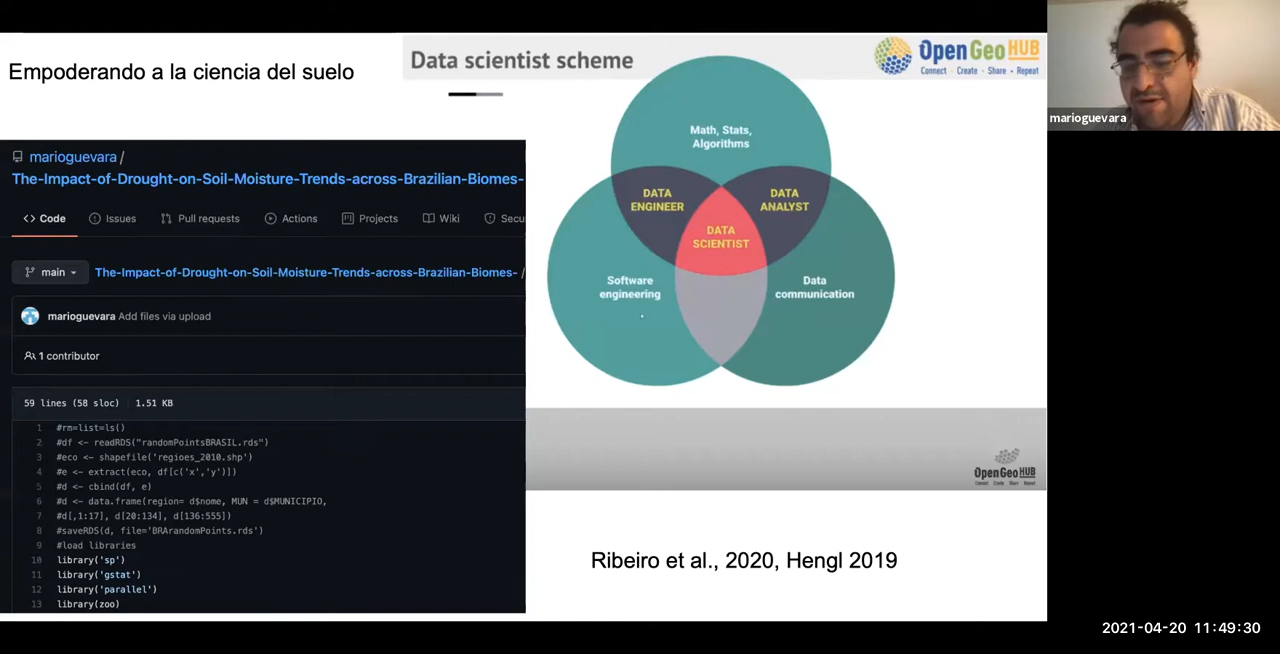 Empoderando a la ciencia del suelo
Data scientist scheme
OpenGeoHUB
Connect · Create · Share · Repeat
marioguevara
marioguevara /
The-Impact-of-Drought-on-Soil-Moisture-Trends-across-Brazilian-Biomes-
Code Issues Pull requests Actions Projects Wiki Secu
main The-Impact-of-Drought-on-Soil-Moisture-Trends-across-Brazilian-Biomes- /
marioguevara Add files via upload
1 contributor
59 lines (58 sloc) 1.51 KB
1 #rm=list=ls()
2 #df <- readRDS("randomPointsBRASIL.rds")
3 #eco <- shapefile('regioes_2010.shp')
4 #e <- extract(eco, df[c('x','y')])
5 #d <- cbind(df, e)
6 #d <- data.frame(region= d$nome, MUN = d$MUNICIPIO,
7 #d[,1:17], d[20:134], d[136:555])
8 #saveRDS(d, file='BRArandomPoints.rds')
9 #load libraries
10 library('sp')
11 library('gstat')
12 library('parallel')
13 library(zoo)
Math, Stats,
Algorithms
DATA
ENGINEER
DATA
ANALYST
DATA
SCIENTIST
Software
engineering
Data
communication
OpenGeoHUB
Connect Create Share Repeat
Ribeiro et al., 2020, Hengl 2019
2021-04-20 11:49:30